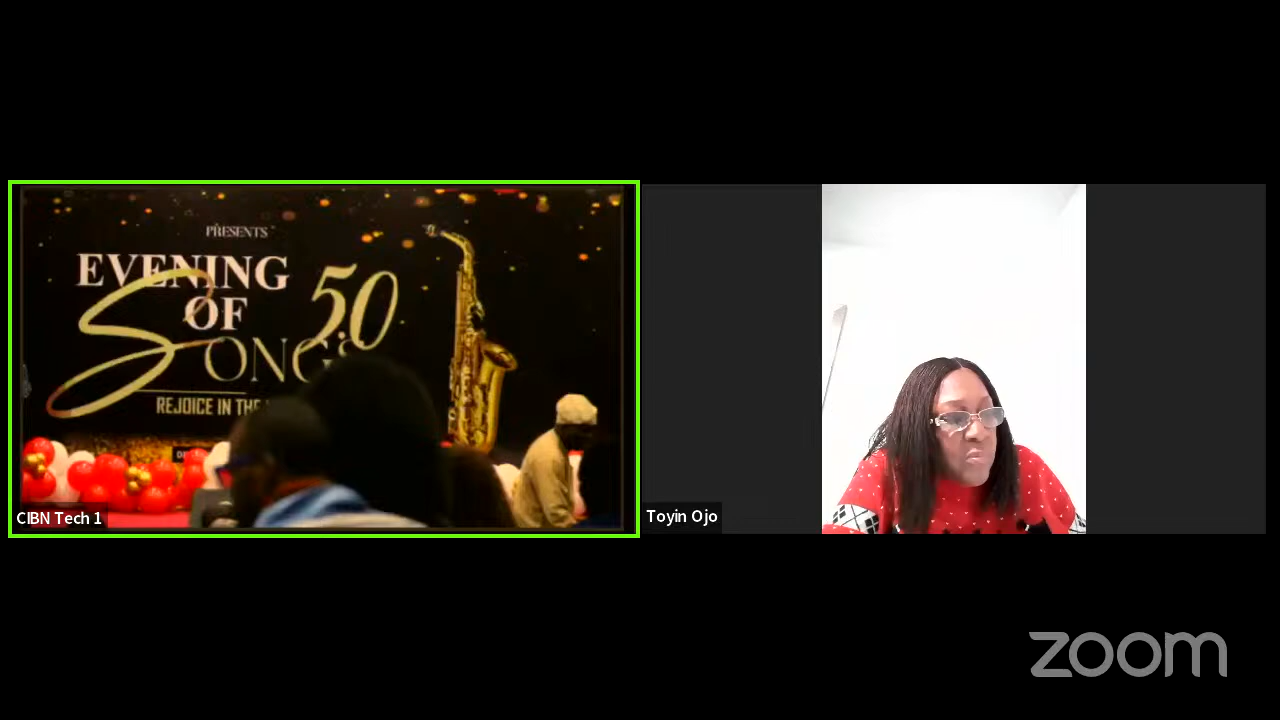 PRESENTS
EVENING
OF
50
SONGS
REJOICE IN THE
CIBN Tech 1
Toyin Ojo
zoom